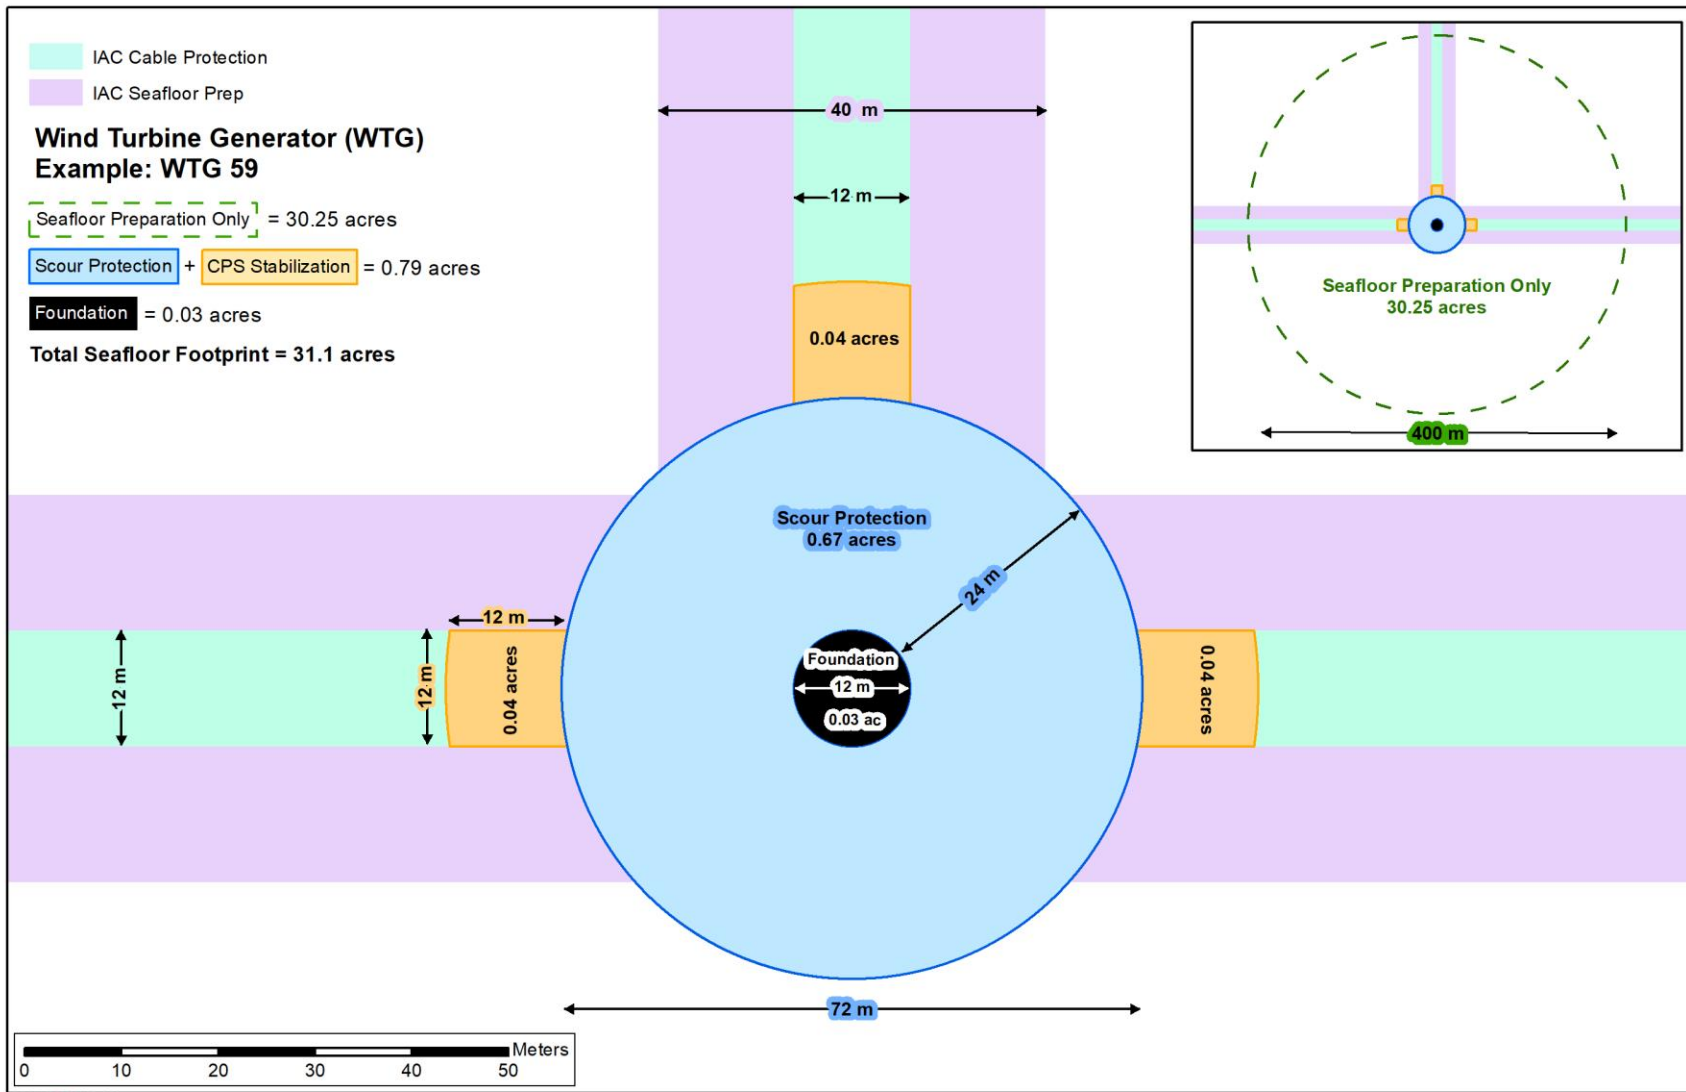 IAC Cable Protection
IAC Seafloor Prep
Wind Turbine Generator (WTG)
Example: WTG 59
Seafloor Preparation Only = 30.25 acres
Scour Protection + CPS Stabilization = 0.79 acres
Foundation = 0.03 acres
Total Seafloor Footprint = 31.1 acres
40 m
12 m
0.04 acres
Scour Protection
0.67 acres
24 m
12 m
12 m
12 m
0.04 acres
Foundation
12 m
0.03 ac
0.04 acres
72 m
Seafloor Preparation Only
30.25 acres
400 m
Meters
0 10 20 30 40 50